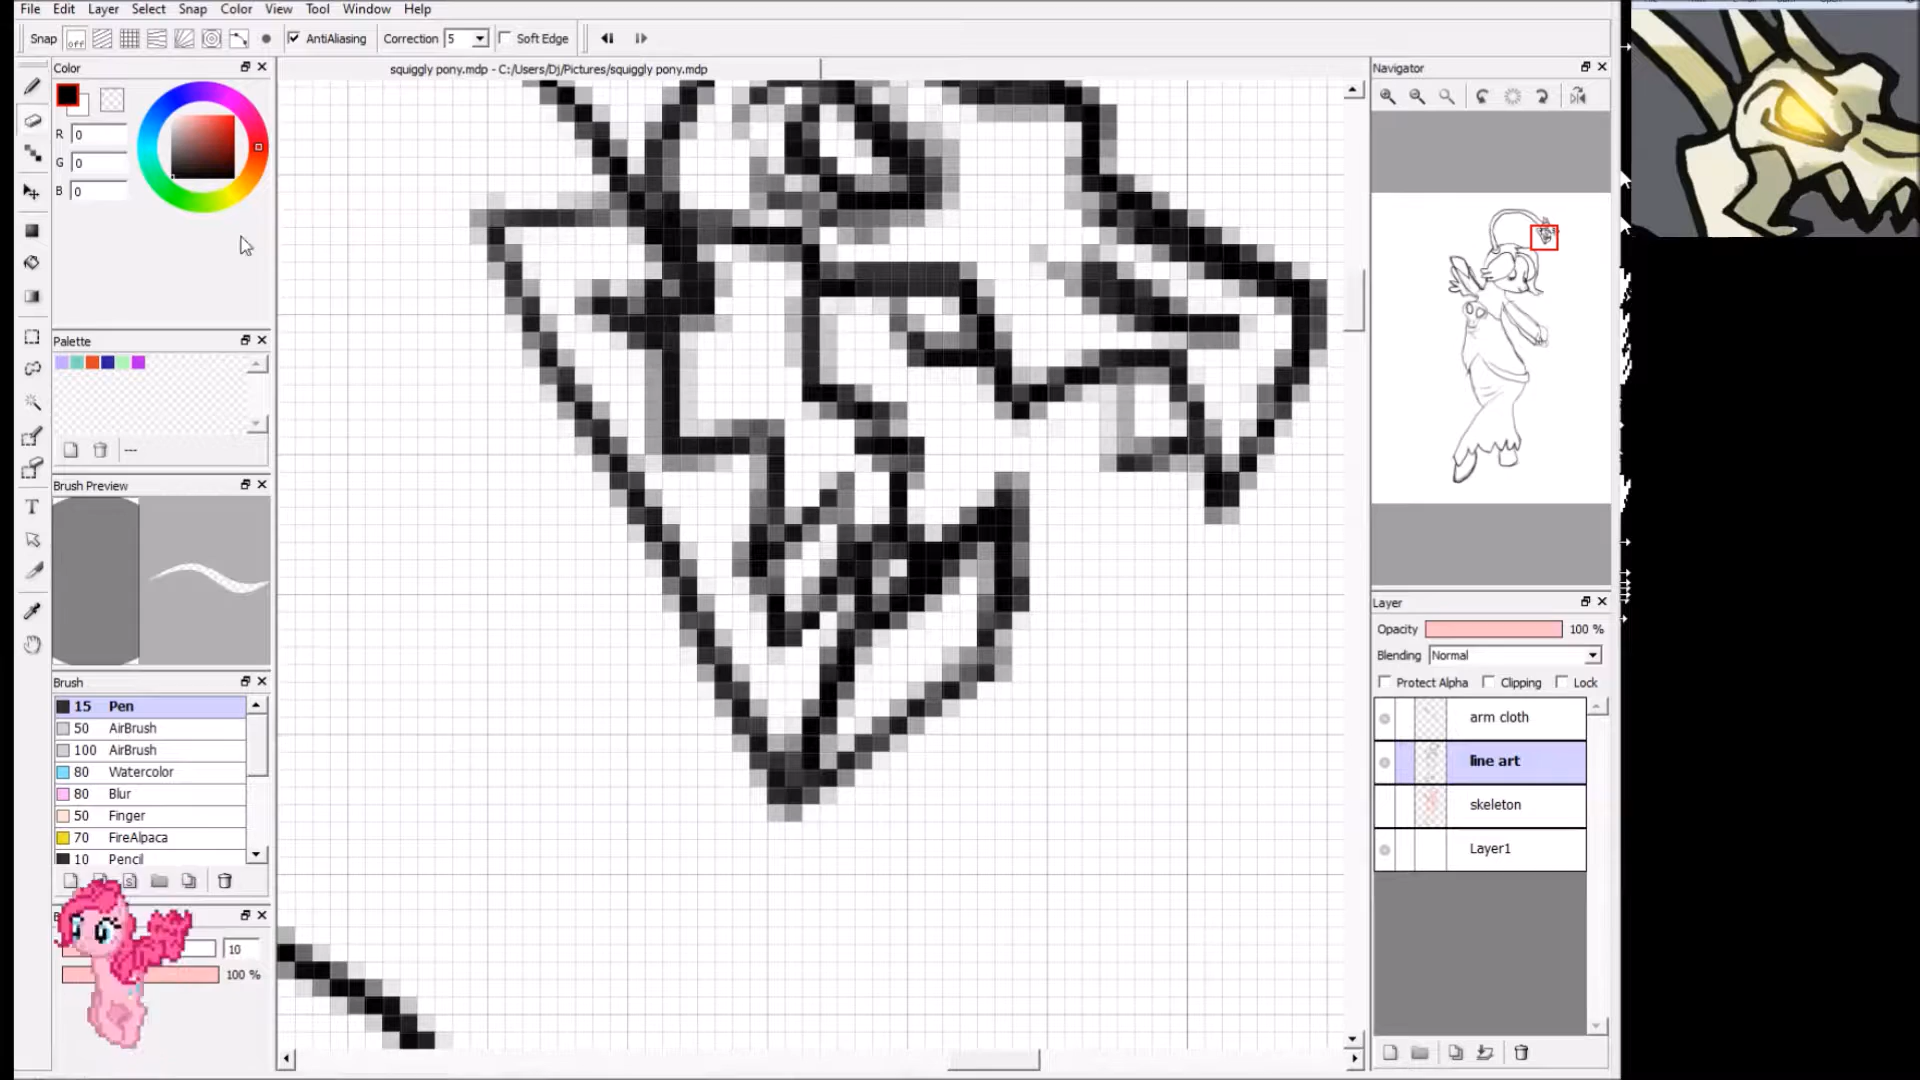 File Edit Layer Select Snap Color View Tool Window Help
Snap off AntiAliasing Correction 5 Soft Edge
Color
squiggly pony.mdp - C:/Users/Dj/Pictures/squiggly pony.mdp
Navigator
R 0
G 0
B 0
Palette
---
Brush Preview
Brush
15 Pen
50 AirBrush
100 AirBrush
80 Watercolor
80 Blur
50 Finger
70 FireAlpaca
10 Pencil
10
100 %
Layer
Opacity 100 %
Blending Normal
Protect Alpha Clipping Lock
arm cloth
line art
skeleton
Layer1